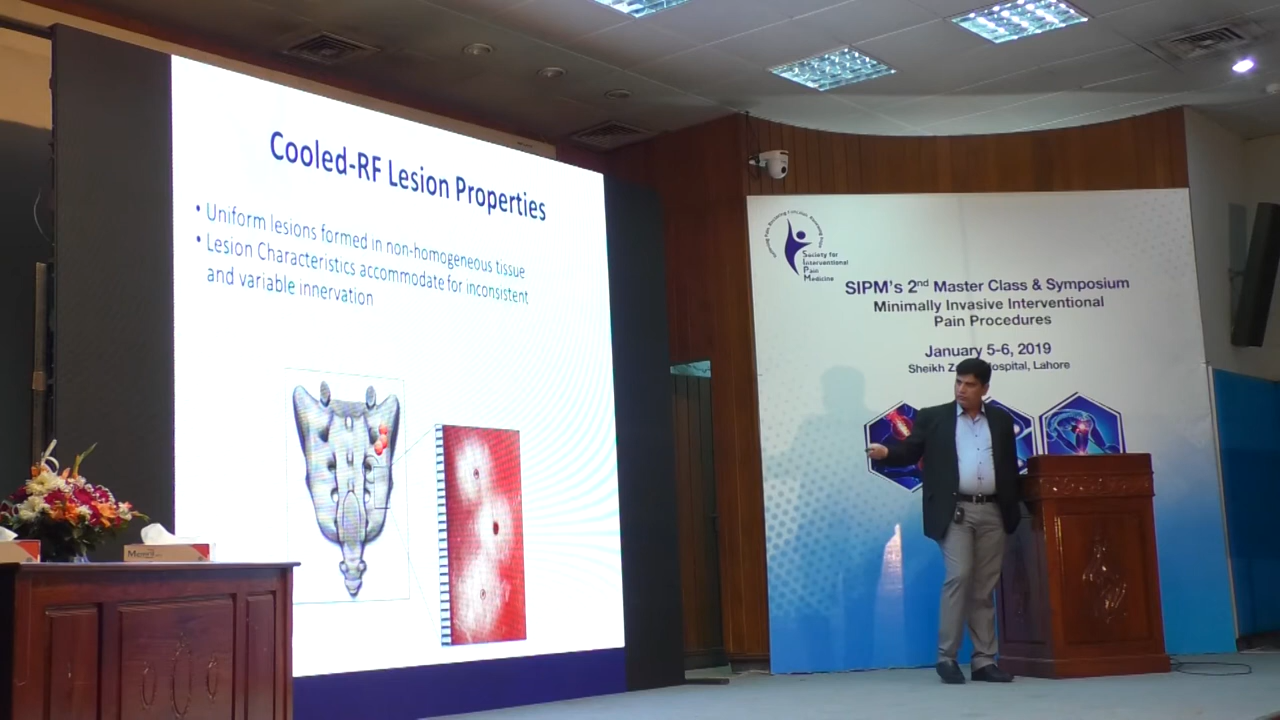 Cooled-RF Lesion Properties
• Uniform lesions formed in non-homogeneous tissue
• Lesion Characteristics accommodate for inconsistent
and variable innervation
Society for
Interventional
Pain
Medicine
SIPM's 2nd Master Class & Symposium
Minimally Invasive Interventional
Pain Procedures
January 5-6, 2019
Sheikh Hospital, Lahore